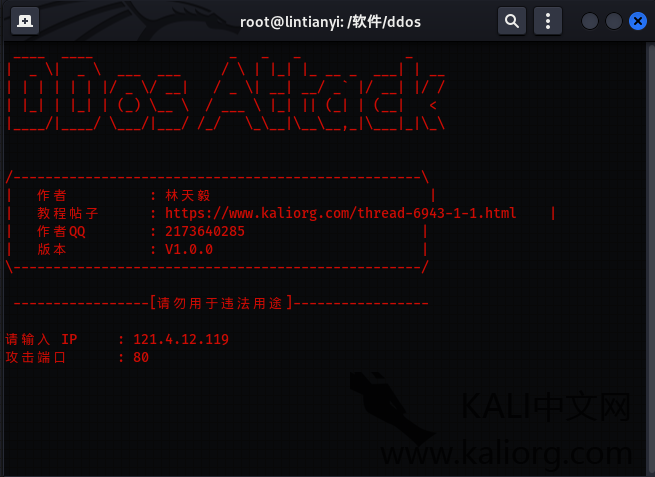 root@lintianyi: /软件/ddos
DDos Attack
作者 : 林天毅
教程帖子 : https://www.kaliorg.com/thread-6943-1-1.html
作者QQ : 2173640285
版本 : V1.0.0
[请勿用于违法用途]
请输入 IP : 121.4.12.119
攻击端口 : 80
KALI中文网
www.kaliorg.com